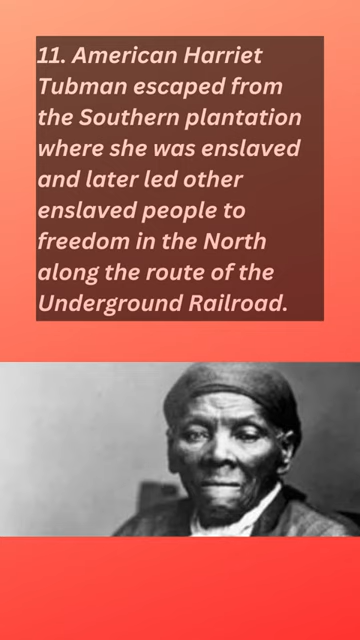 11. American Harriet
Tubman escaped from
the Southern plantation
where she was enslaved
and later led other
enslaved people to
freedom in the North
along the route of the
Underground Railroad.